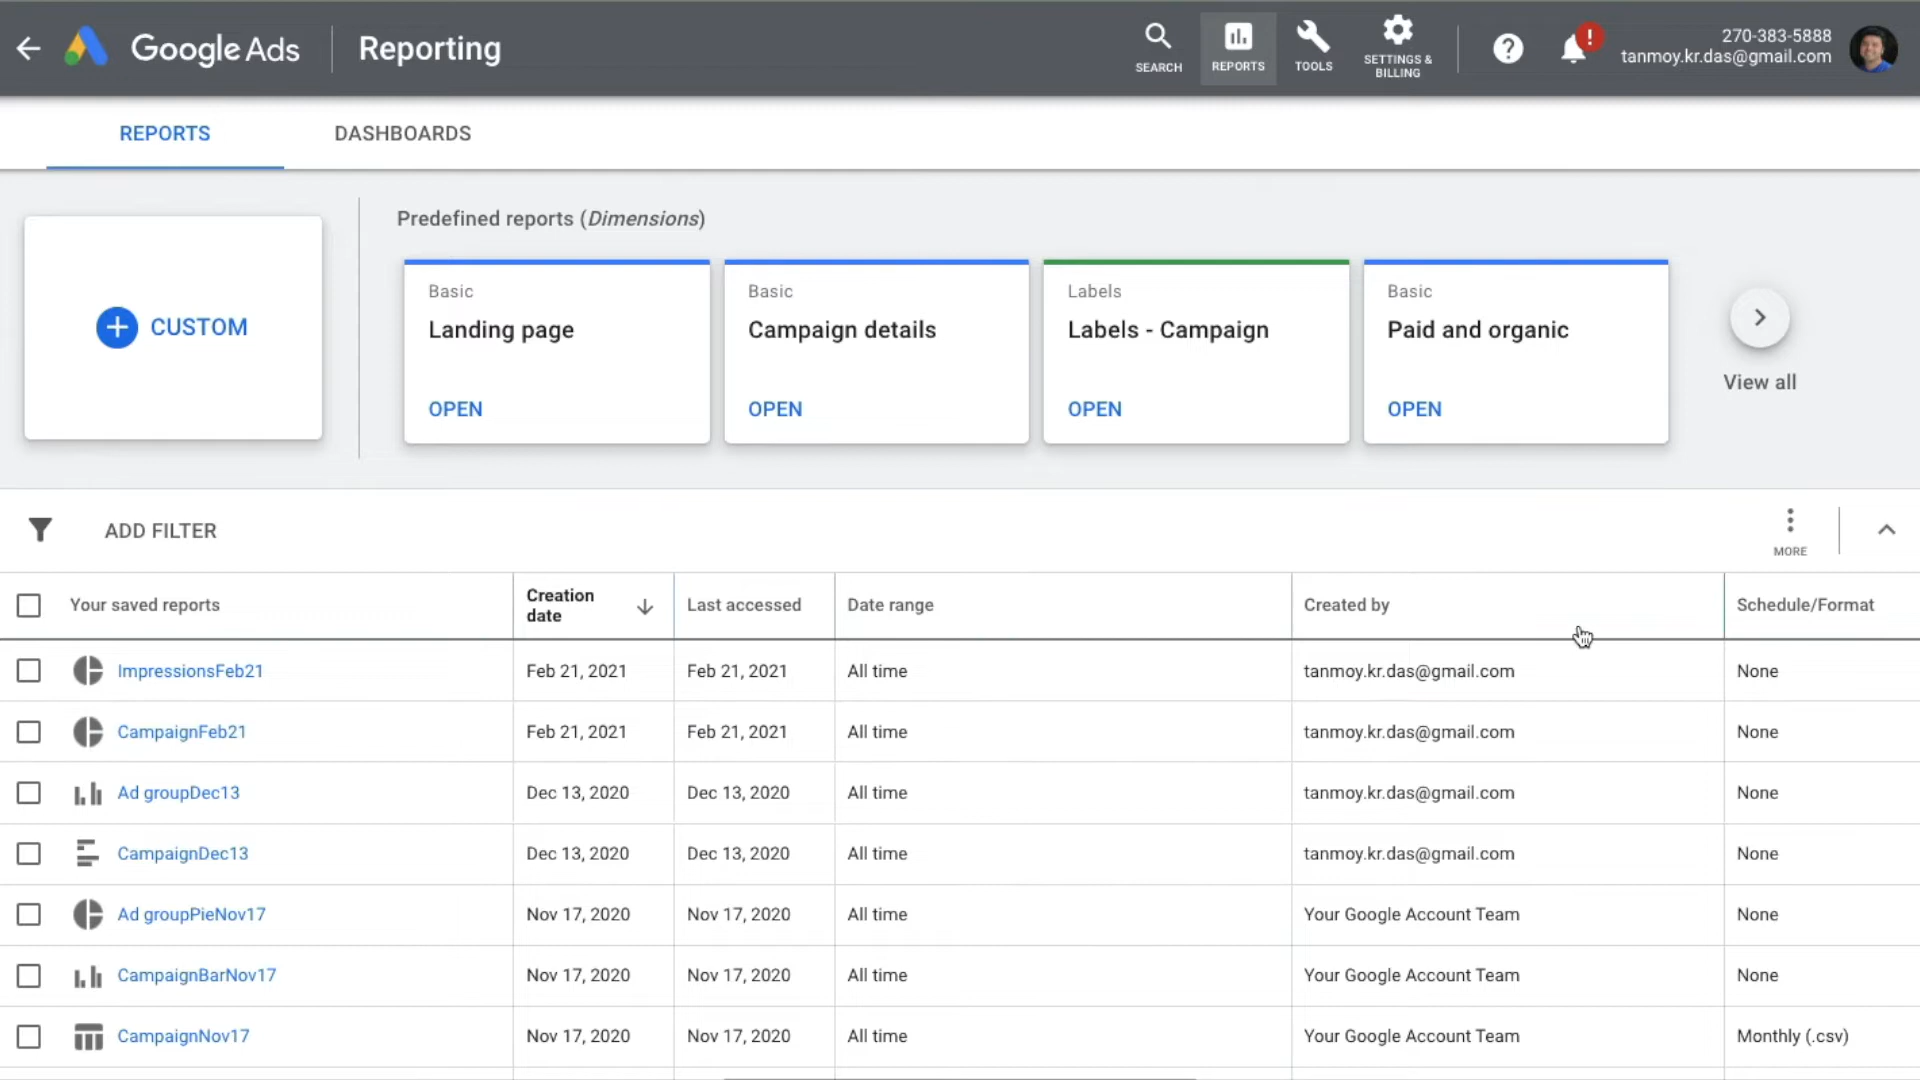 Google Ads
Reporting
SEARCH
REPORTS
TOOLS
SETTINGS &
BILLING
?
!
270-383-5888
tanmoy.kr.das@gmail.com
REPORTS
DASHBOARDS
CUSTOM
Predefined reports (Dimensions)
Basic
Landing page
OPEN
Basic
Campaign details
OPEN
Labels
Labels - Campaign
OPEN
Basic
Paid and organic
OPEN
View all
ADD FILTER
MORE
Your saved reports
Creation
date
Last accessed
Date range
Created by
Schedule/Format
ImpressionsFeb21
Feb 21, 2021
Feb 21, 2021
All time
tanmoy.kr.das@gmail.com
None
CampaignFeb21
Feb 21, 2021
Feb 21, 2021
All time
tanmoy.kr.das@gmail.com
None
Ad groupDec13
Dec 13, 2020
Dec 13, 2020
All time
tanmoy.kr.das@gmail.com
None
CampaignDec13
Dec 13, 2020
Dec 13, 2020
All time
tanmoy.kr.das@gmail.com
None
Ad groupPieNov17
Nov 17, 2020
Nov 17, 2020
All time
Your Google Account Team
None
CampaignBarNov17
Nov 17, 2020
Nov 17, 2020
All time
Your Google Account Team
None
CampaignNov17
Nov 17, 2020
Nov 17, 2020
All time
Your Google Account Team
Monthly (.csv)